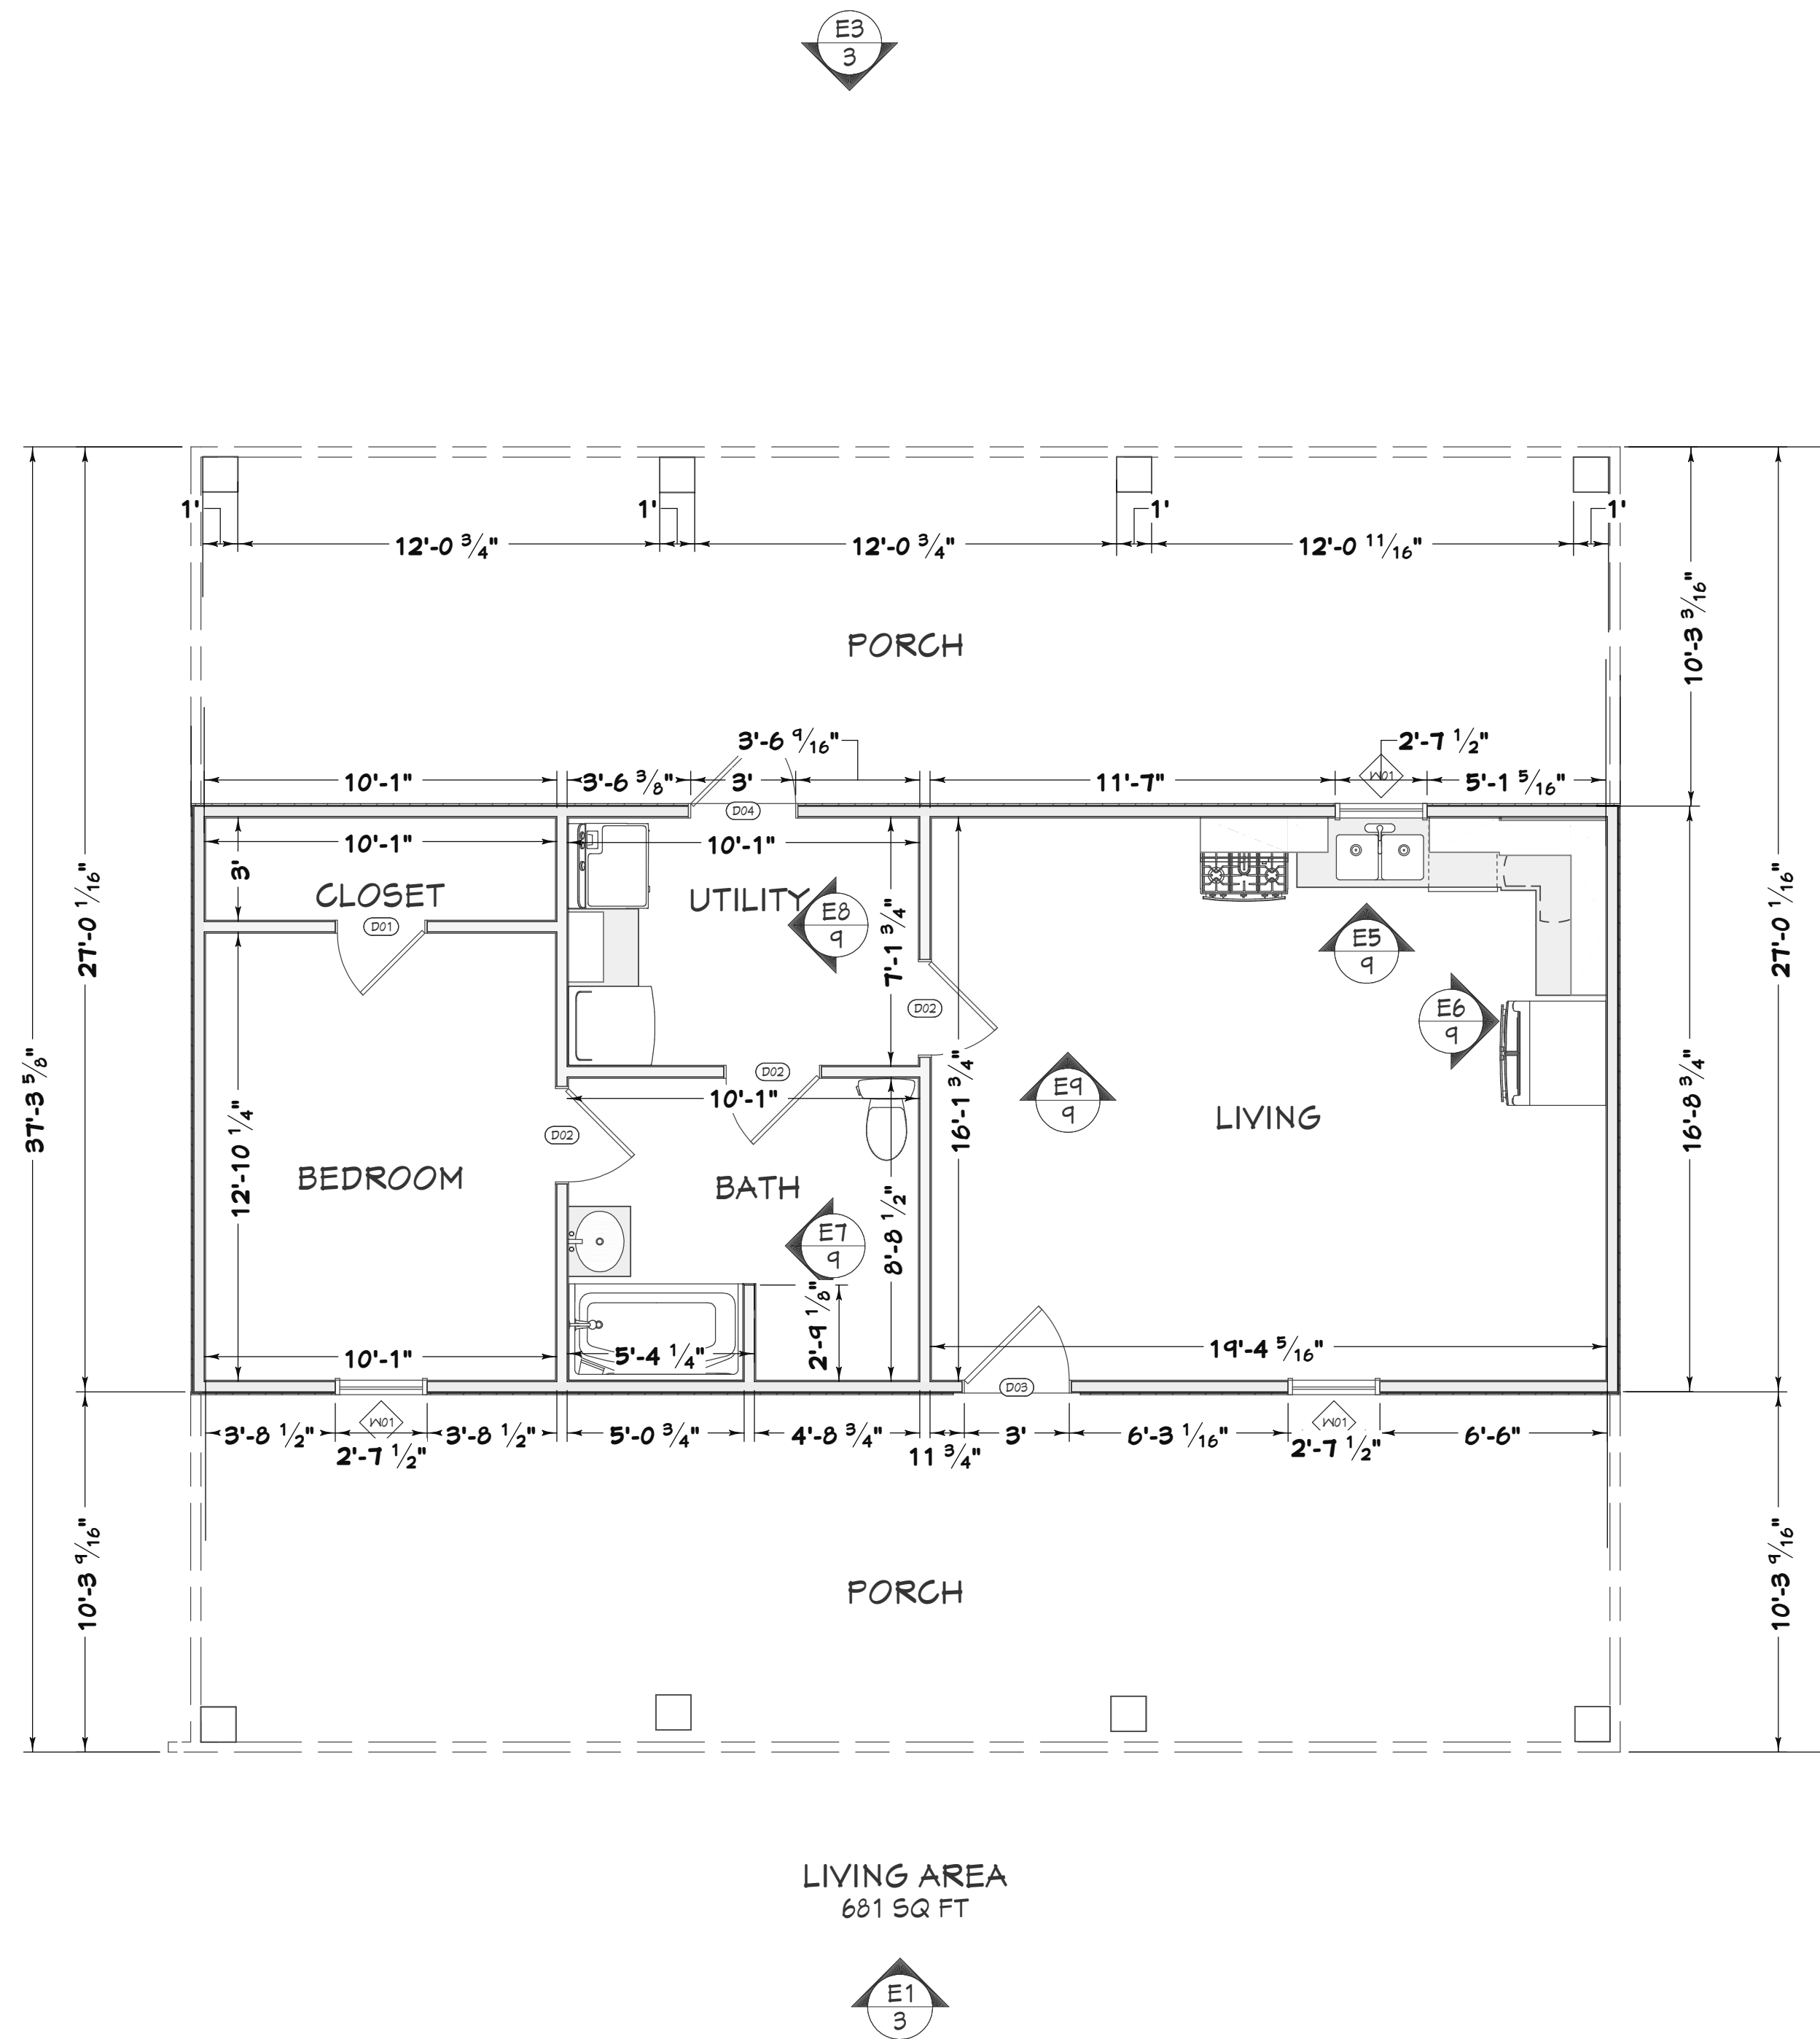 E3
3
1'
1'
1'
1'
12'-0 3/4"
12'-0 3/4"
12'-0 11/16"
10'-3 3/16"
PORCH
3'-6 9/16"
2'-7 1/2"
W01
10'-1"
3'-6 3/8"
3'
11'-7"
5'-1 5/16"
D04
10'-1"
10'-1"
3'
CLOSET
UTILITY
E8
9
7'-1 3/4"
D01
E5
9
27'-0 1/16"
27'-0 1/16"
D02
E6
9
37'-3 5/8"
D02
10'-1"
E9
9
16'-1 3/4"
16'-8 3/4"
LIVING
D02
12'-10 1/4"
BEDROOM
BATH
E7
9
8'-8 1/2"
2'-9 1/8"
10'-1"
5'-4 1/4"
19'-4 5/16"
D03
W01
W01
3'-8 1/2"
3'-8 1/2"
5'-0 3/4"
4'-8 3/4"
3'
6'-3 1/16"
6'-6"
2'-7 1/2"
11 3/4"
2'-7 1/2"
10'-3 9/16"
10'-3 9/16"
PORCH
LIVING AREA
681 SQ FT
E1
3